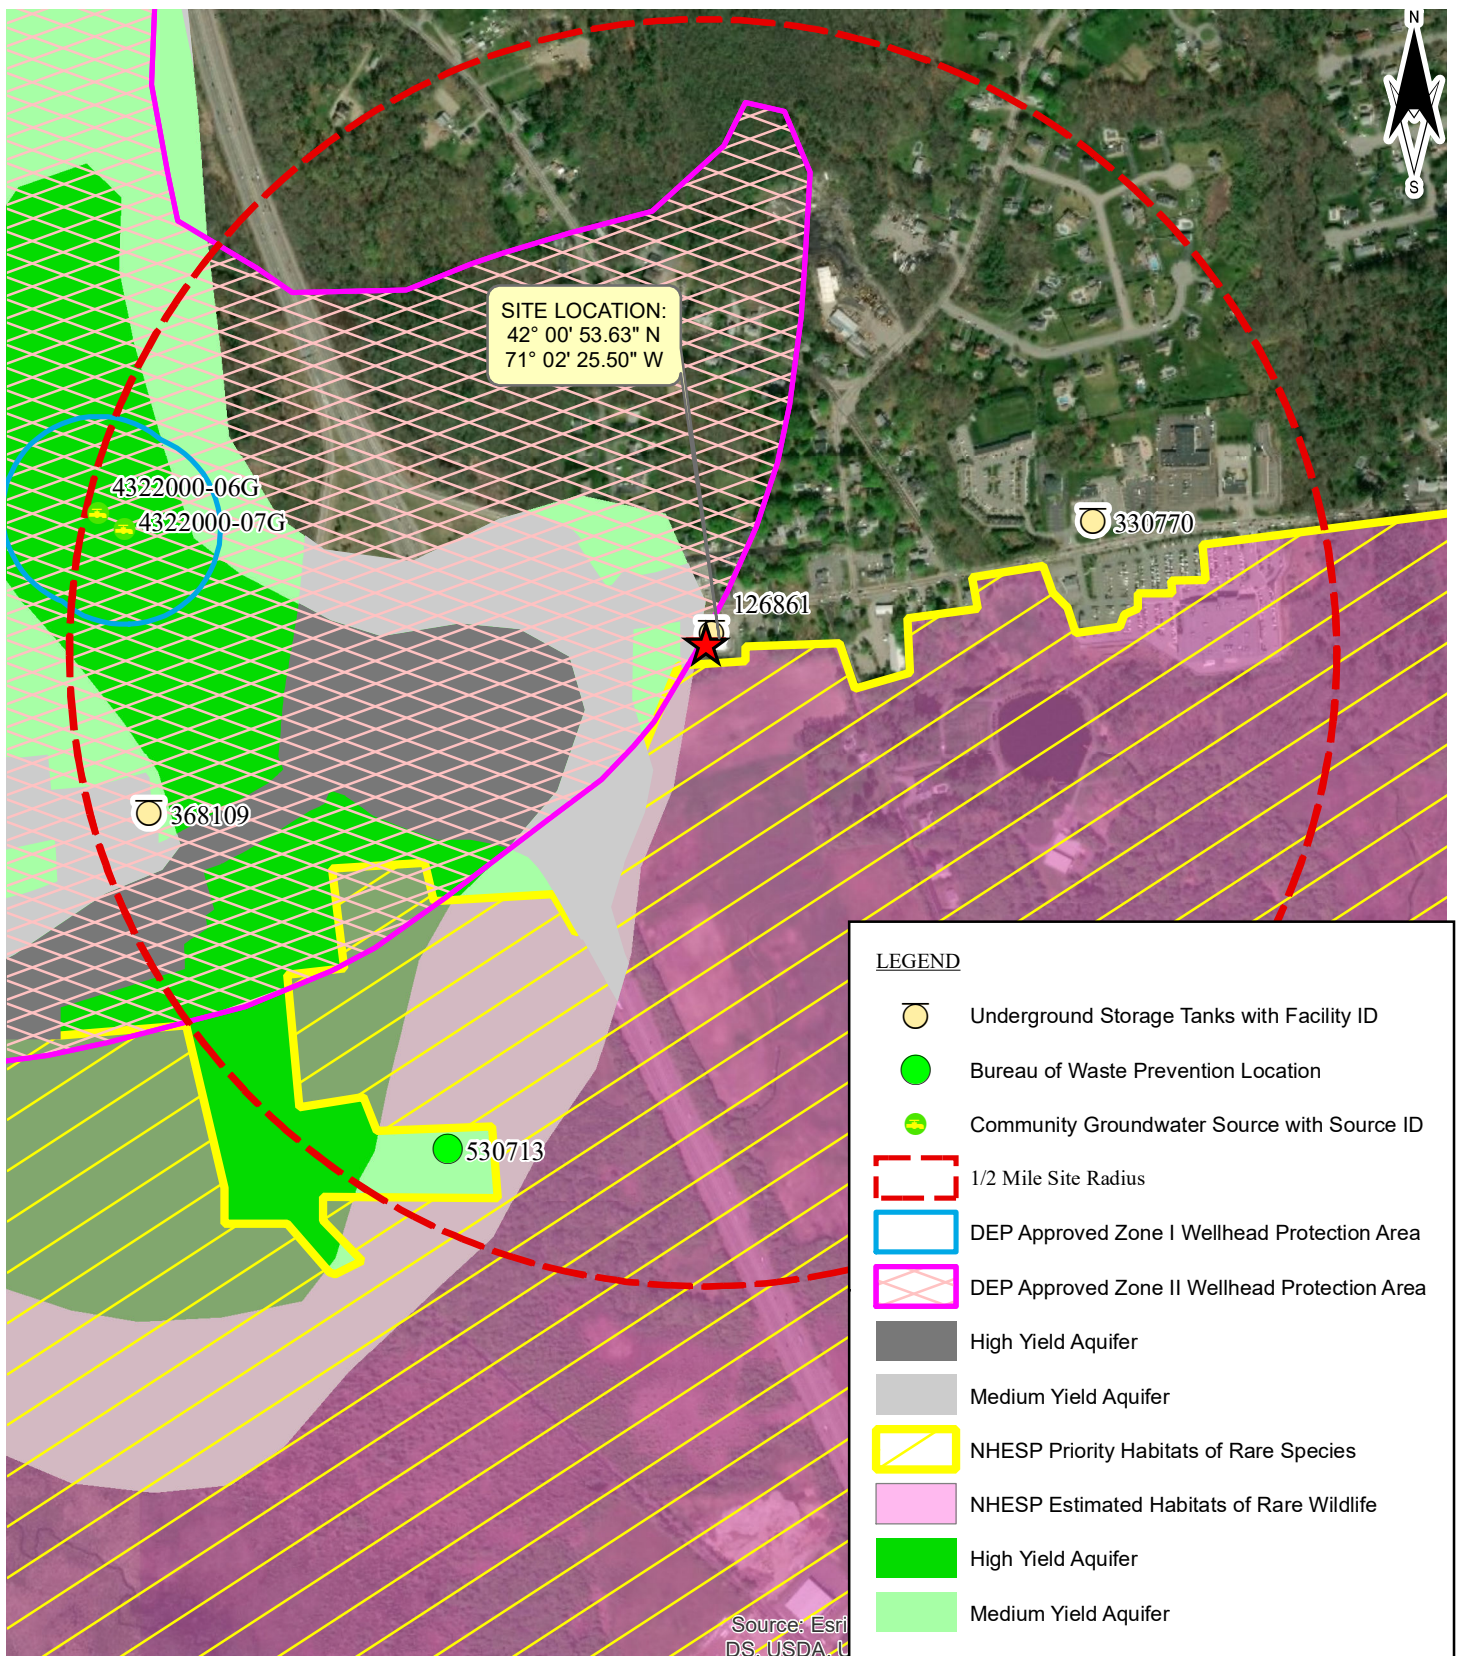 N
S
SITE LOCATION:
42° 00' 53.63" N
71° 02' 25.50" W
4322000-06G
4322000-07G
330770
126861
368109
530713
LEGEND
Underground Storage Tanks with Facility ID
Bureau of Waste Prevention Location
Community Groundwater Source with Source ID
1/2 Mile Site Radius
DEP Approved Zone I Wellhead Protection Area
DEP Approved Zone II Wellhead Protection Area
High Yield Aquifer
Medium Yield Aquifer
NHESP Priority Habitats of Rare Species
NHESP Estimated Habitats of Rare Wildlife
High Yield Aquifer
Medium Yield Aquifer
Source: Esri
DS, USDA, U